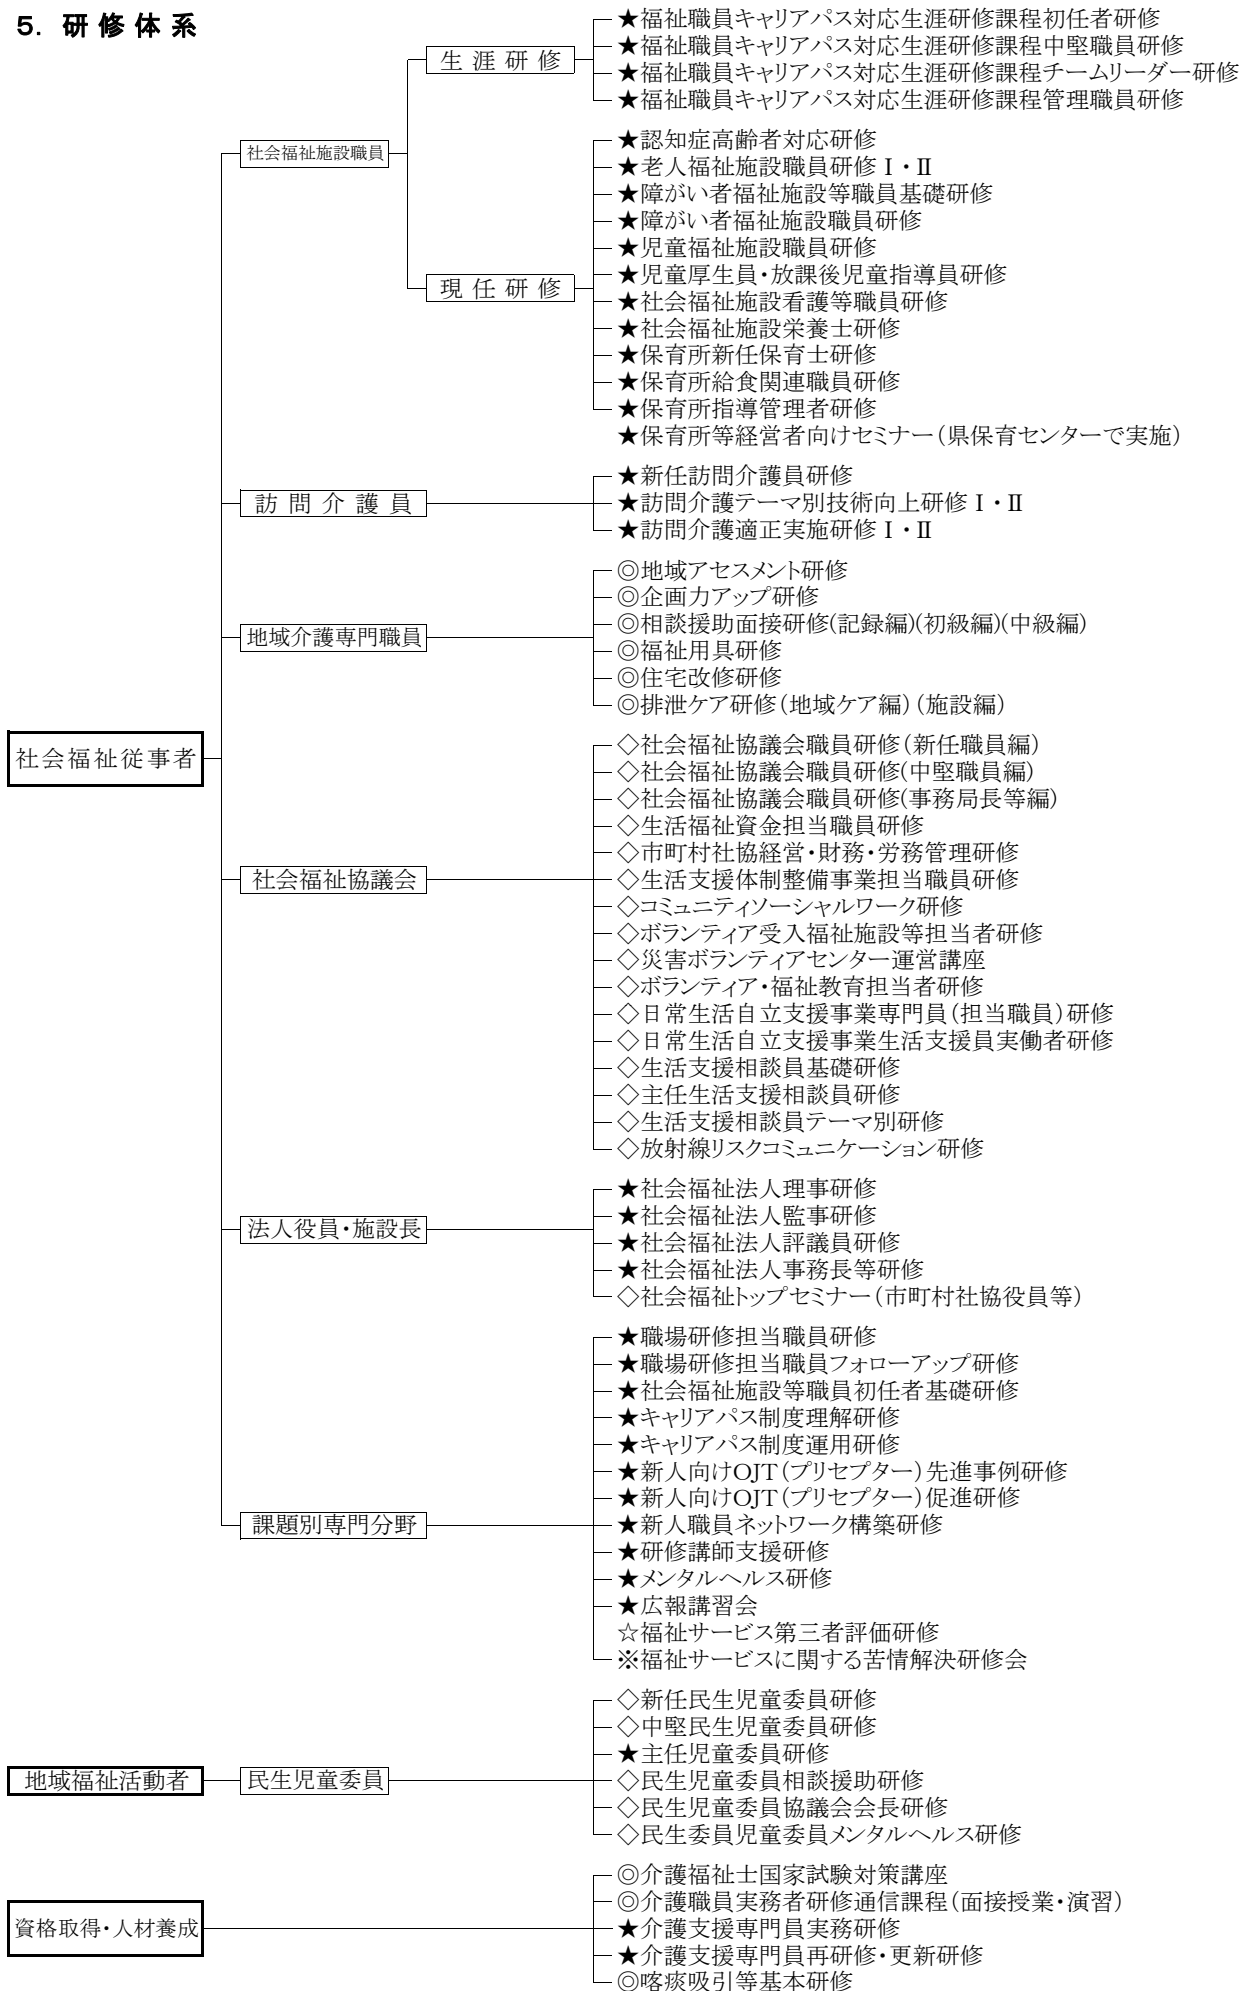 5. 研修体系
社会福祉従事者
社会福祉施設職員
生涯研修
★福祉職員キャリアパス対応生涯研修課程初任者研修
★福祉職員キャリアパス対応生涯研修課程中堅職員研修
★福祉職員キャリアパス対応生涯研修課程チームリーダー研修
★福祉職員キャリアパス対応生涯研修課程管理職員研修
現任研修
★認知症高齢者対応研修
★老人福祉施設職員研修Ⅰ・Ⅱ
★障がい者福祉施設等職員基礎研修
★障がい者福祉施設職員研修
★児童福祉施設職員研修
★児童厚生員・放課後児童指導員研修
★社会福祉施設看護等職員研修
★社会福祉施設栄養士研修
★保育所新任保育士研修
★保育所給食関連職員研修
★保育所指導管理者研修
★保育所等経営者向けセミナー(県保育センターで実施)
訪問介護員
★新任訪問介護員研修
★訪問介護テーマ別技術向上研修Ⅰ・Ⅱ
★訪問介護適正実施研修Ⅰ・Ⅱ
地域介護専門職員
◎地域アセスメント研修
◎企画力アップ研修
◎相談援助面接研修(記録編)(初級編)(中級編)
◎福祉用具研修
◎住宅改修研修
◎排泄ケア研修(地域ケア編)(施設編)
社会福祉協議会
◇社会福祉協議会職員研修(新任職員編)
◇社会福祉協議会職員研修(中堅職員編)
◇社会福祉協議会職員研修(事務局長等編)
◇生活福祉資金担当職員研修
◇市町村社協経営・財務・労務管理研修
◇生活支援体制整備事業担当職員研修
◇コミュニティソーシャルワーク研修
◇ボランティア受入福祉施設等担当者研修
◇災害ボランティアセンター運営講座
◇ボランティア・福祉教育担当者研修
◇日常生活自立支援事業専門員(担当職員)研修
◇日常生活自立支援事業生活支援員実働者研修
◇生活支援相談員基礎研修
◇主任生活支援相談員研修
◇生活支援相談員テーマ別研修
◇放射線リスクコミュニケーション研修
法人役員・施設長
★社会福祉法人理事研修
★社会福祉法人監事研修
★社会福祉法人評議員研修
★社会福祉法人事務長等研修
◇社会福祉トップセミナー(市町村社協役員等)
課題別専門分野
★職場研修担当職員研修
★職場研修担当職員フォローアップ研修
★社会福祉施設等職員初任者基礎研修
★キャリアパス制度理解研修
★キャリアパス制度運用研修
★新人向けOJT(プリセプター)先進事例研修
★新人向けOJT(プリセプター)促進研修
★新人職員ネットワーク構築研修
★研修講師支援研修
★メンタルヘルス研修
★広報講習会
☆福祉サービス第三者評価研修
※福祉サービスに関する苦情解決研修会
地域福祉活動者
民生児童委員
◇新任民生児童委員研修
◇中堅民生児童委員研修
★主任児童委員研修
◇民生児童委員相談援助研修
◇民生児童委員協議会会長研修
◇民生委員児童委員メンタルヘルス研修
資格取得・人材養成
◎介護福祉士国家試験対策講座
◎介護職員実務者研修通信課程(面接授業・演習)
★介護支援専門員実務研修
★介護支援専門員再研修・更新研修
◎喀痰吸引等基本研修